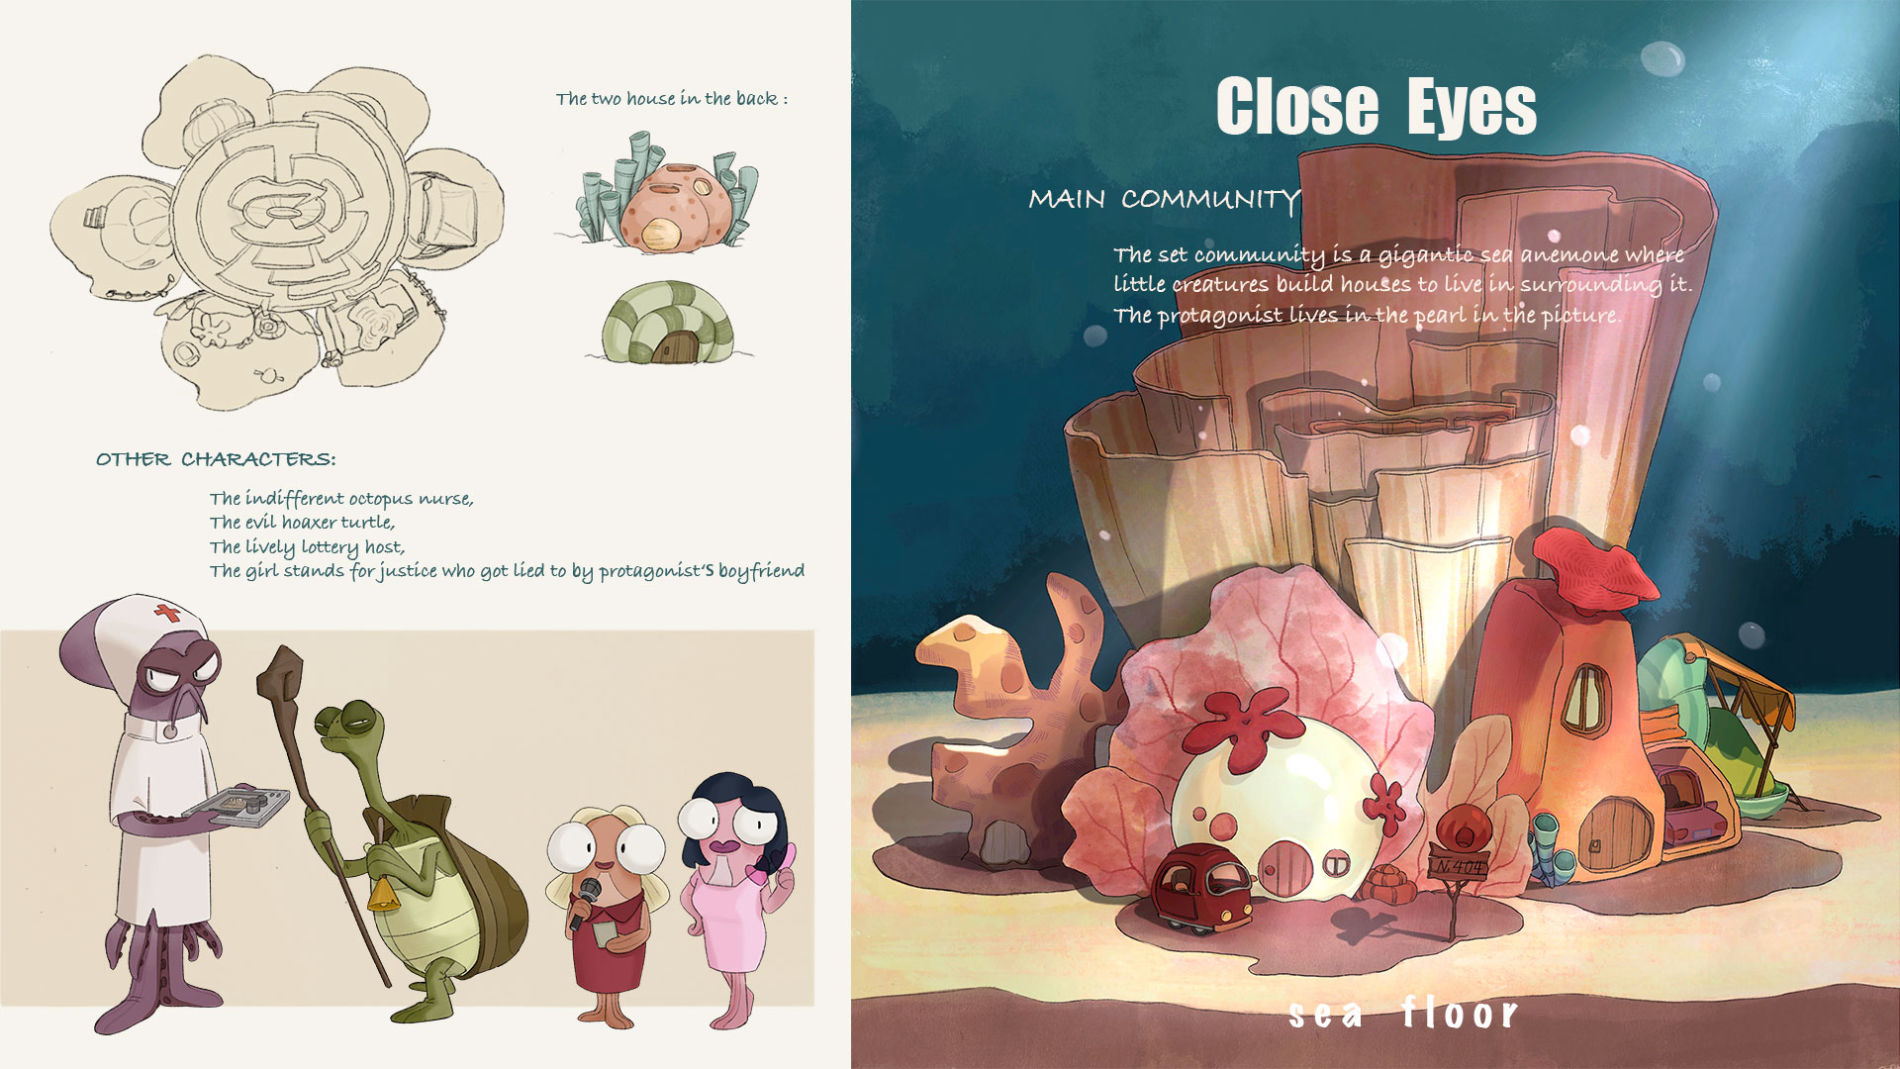 The two house in the back :
OTHER CHARACTERS:
The indifferent octopus nurse,
The evil hoaxer turtle,
The lively lottery host,
The girl stands for justice who got lied to by protagonist'S boyfriend
Close Eyes
MAIN COMMUNITY
The set community is a gigantic sea anemone where
little creatures build houses to live in surrounding it.
The protagonist lives in the pearl in the picture.
N.404
sea floor